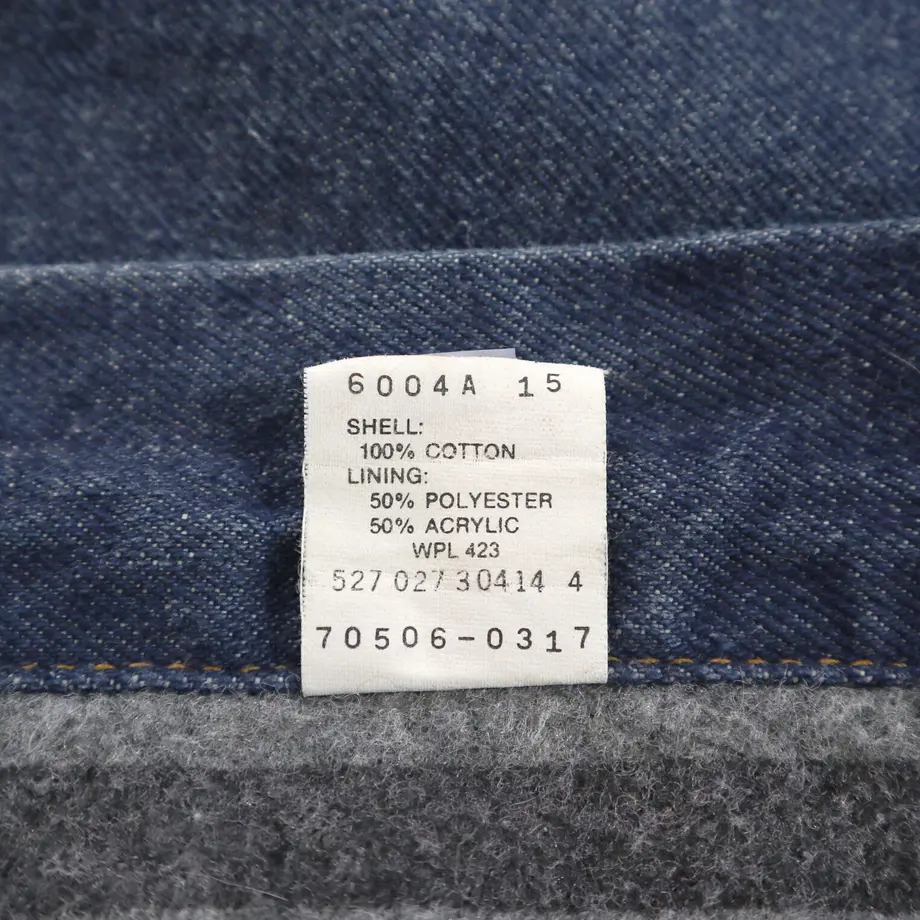 6004A 15
SHELL:
100% COTTON
LINING:
50% POLYESTER
50% ACRYLIC
WPL 423
527 027 30414 4
70506-0317